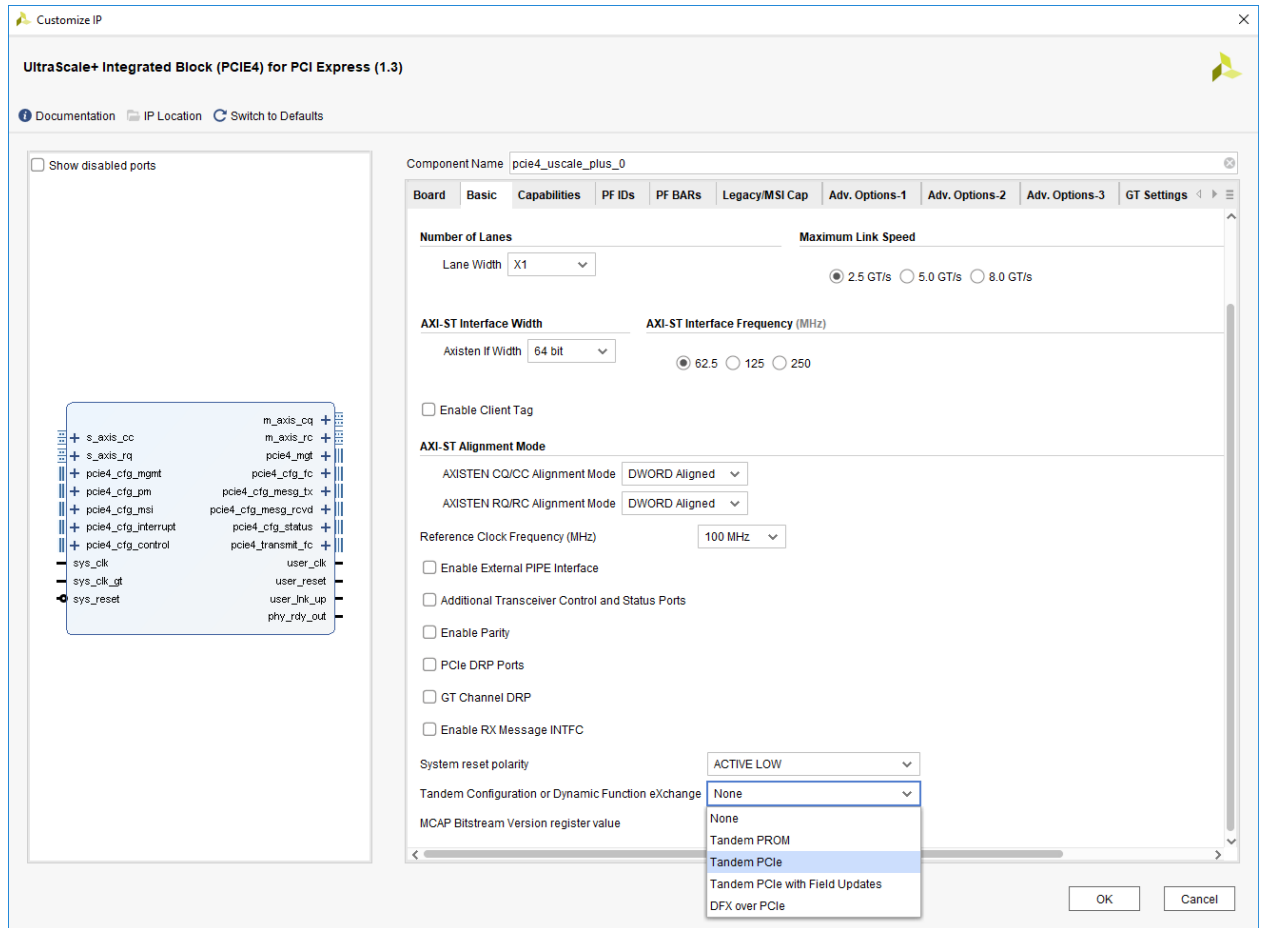 Customize IP
UltraScale+ Integrated Block (PCIE4) for PCI Express (1.3)
Documentation IP Location Switch to Defaults
Show disabled ports
m_axis_cq
s_axis_cc m_axis_rc
s_axis_rq pcie4_mgt
pcie4_cfg_mgmt pcie4_cfg_fc
pcie4_cfg_pm pcie4_cfg_mesg_tx
pcie4_cfg_msi pcie4_cfg_mesg_rcvd
pcie4_cfg_interrupt pcie4_cfg_status
pcie4_cfg_control pcie4_transmit_fc
sys_clk user_clk
sys_clk_gt user_reset
sys_reset user_lnk_up
phy_rdy_out
Component Name pcie4_uscale_plus_0
Board Basic Capabilities PF IDs PF BARs Legacy/MSI Cap Adv. Options-1 Adv. Options-2 Adv. Options-3 GT Settings
Number of Lanes Maximum Link Speed
Lane Width X1
2.5 GT/s 5.0 GT/s 8.0 GT/s
AXI-ST Interface Width AXI-ST Interface Frequency (MHz)
Axisten If Width 64 bit
62.5 125 250
Enable Client Tag
AXI-ST Alignment Mode
AXISTEN CQ/CC Alignment Mode DWORD Aligned
AXISTEN RQ/RC Alignment Mode DWORD Aligned
Reference Clock Frequency (MHz) 100 MHz
Enable External PIPE Interface
Additional Transceiver Control and Status Ports
Enable Parity
PCIe DRP Ports
GT Channel DRP
Enable RX Message INTFC
System reset polarity ACTIVE LOW
Tandem Configuration or Dynamic Function eXchange None
MCAP Bitstream Version register value
None
Tandem PROM
Tandem PCIe
Tandem PCIe with Field Updates
DFX over PCIe
OK Cancel